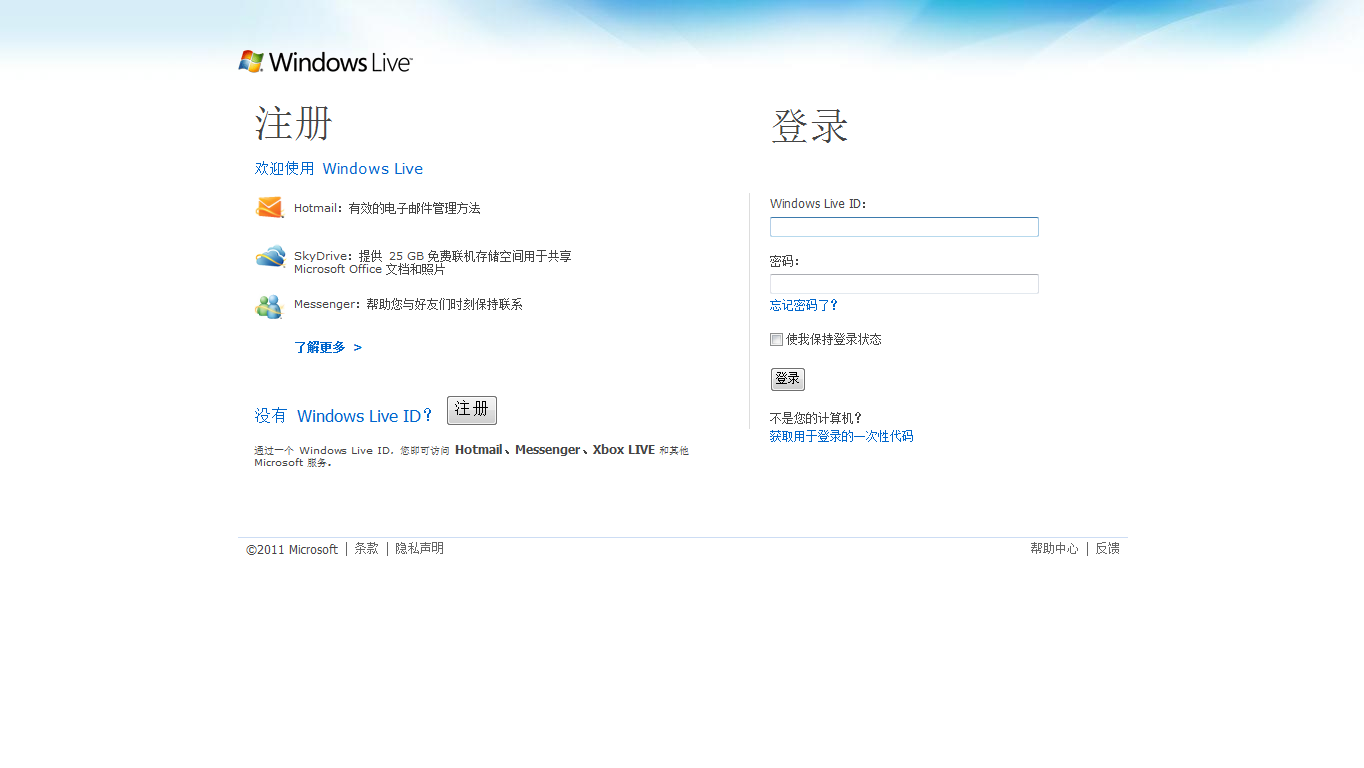 Windows Live
注册
欢迎使用 Windows Live
Hotmail：有效的电子邮件管理方法
SkyDrive：提供 25 GB 免费联机存储空间用于共享
Microsoft Office 文档和照片
Messenger：帮助您与好友们时刻保持联系
了解更多 >
没有 Windows Live ID？ 注册
通过一个 Windows Live ID，您即可访问 Hotmail、Messenger、Xbox LIVE 和其他
Microsoft 服务。
登录
Windows Live ID:
密码:
忘记密码了？
使我保持登录状态
登录
不是您的计算机？
获取用于登录的一次性代码
©2011 Microsoft | 条款 | 隐私声明
帮助中心 | 反馈